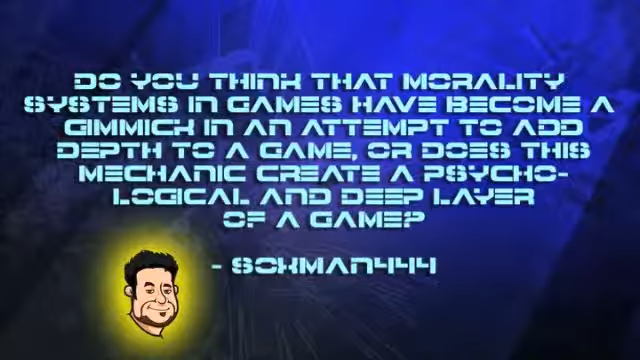 DO YOU THINK THAT MORALITY
SYSTEMS IN GAMES HAVE BECOME A
GIMMICK IN AN ATTEMPT TO ADD
DEPTH TO A GAME, OR DOES THIS
MECHANIC CREATE A PSYCHO-
LOGICAL AND DEEP LAYER
OF A GAME?
- SOKMAN444